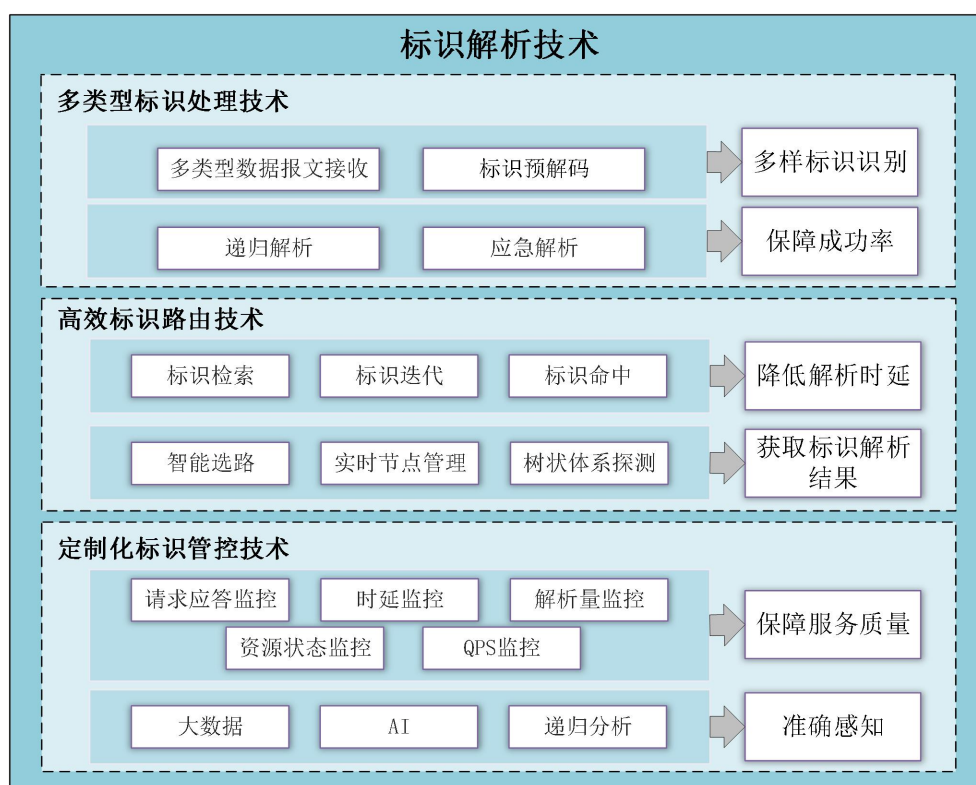 标识解析技术
多类型标识处理技术
多类型数据报文接收
标识预解码
多样标识识别
递归解析
应急解析
保障成功率
高效标识路由技术
标识检索
标识迭代
标识命中
降低解析时延
智能选路
实时节点管理
树状体系探测
获取标识解析
结果
定制化标识管控技术
请求应答监控
时延监控
解析量监控
资源状态监控
QPS监控
保障服务质量
大数据
AI
递归分析
准确感知